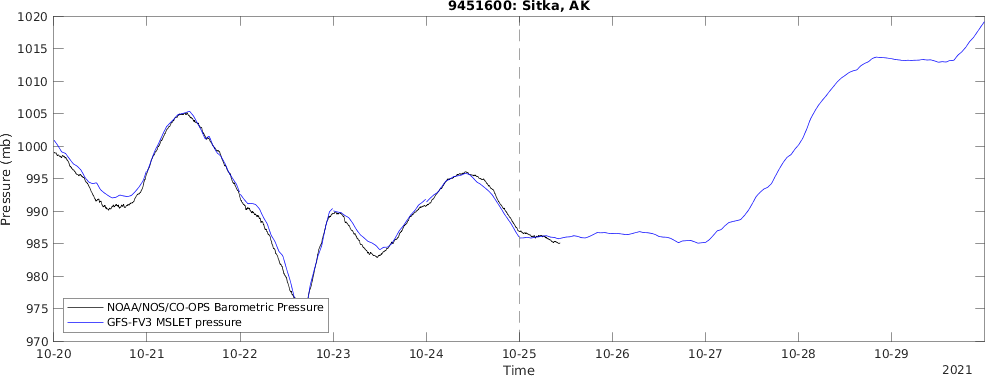 9451600: Sitka, AK
Pressure (mb)
1020
1015
1010
1005
1000
995
990
985
980
975
970
NOAA/NOS/CO-OPS Barometric Pressure
GFS-FV3 MSLET pressure
10-20 10-21 10-22 10-23 10-24 10-25 10-26 10-27 10-28 10-29
Time
2021